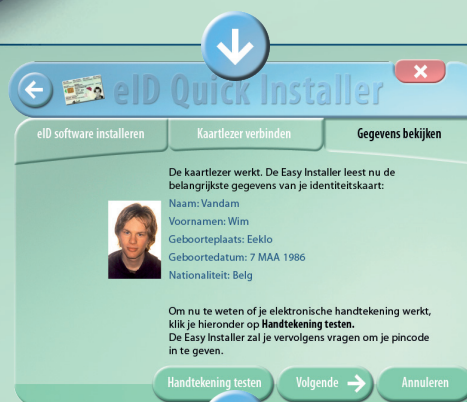 eID Quick Installer
eID software installeren
Kaartlezer verbinden
Gegevens bekijken
De kaartlezer werkt. De Easy Installer leest nu de
belangrijkste gegevens van je identiteitskaart:
Naam: Vandam
Voornamen: Wim
Geboorteplaats: Eeklo
Geboortedatum: 7 MAA 1986
Nationaliteit: Belg
Om nu te weten of je elektronische handtekening werkt,
klik je hieronder op Handtekening testen.
De Easy Installer zal je vervolgens vragen om je pincode
in te geven.
Handtekening testen
Volgende
Annuleren